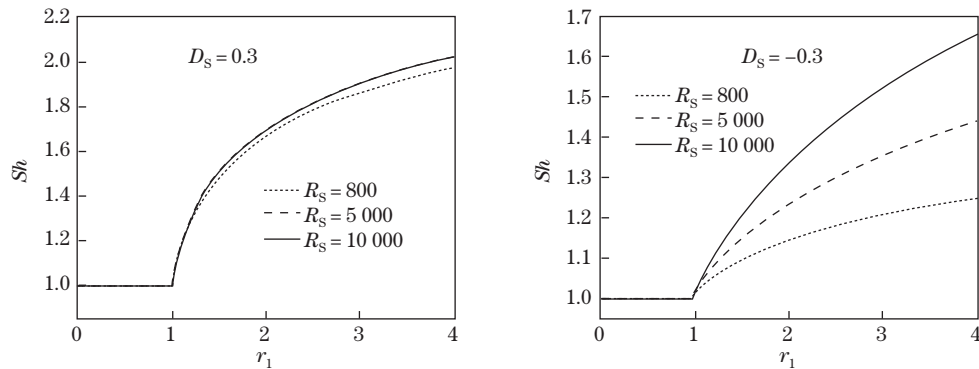 2.2
2.0
1.8
1.6
1.4
1.2
1.0
Sh
D_S = 0.3
R_S = 800
R_S = 5 000
R_S = 10 000
0 1 2 3 4
r_1
1.7
1.6
1.5
1.4
1.3
1.2
1.1
1.0
Sh
D_S = −0.3
R_S = 800
R_S = 5 000
R_S = 10 000
0 1 2 3 4
r_1